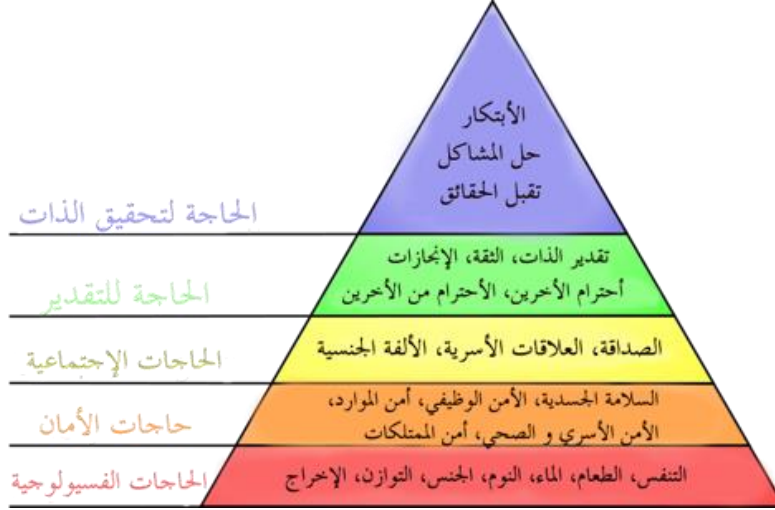 الأبتكار
حل المشاكل
تقبل الحقائق
الحاجة لتحقيق الذات
تقدير الذات، الثقة، الإنجازات
أحترام الأخرين، الأحترام من الأخرين
الحاجة للتقدير
الصداقة، العلاقات الأسرية، الألفة الجنسية
الحاجات الإجتماعية
السلامة الجسدية، الأمن الوظيفي، أمن الموارد،
الأمن الأسري و الصحي، أمن الممتلكات
حاجات الأمان
التنفس، الطعام، الماء، النوم، الجنس، التوازن، الإخراج
الحاجات الفسيولوجية